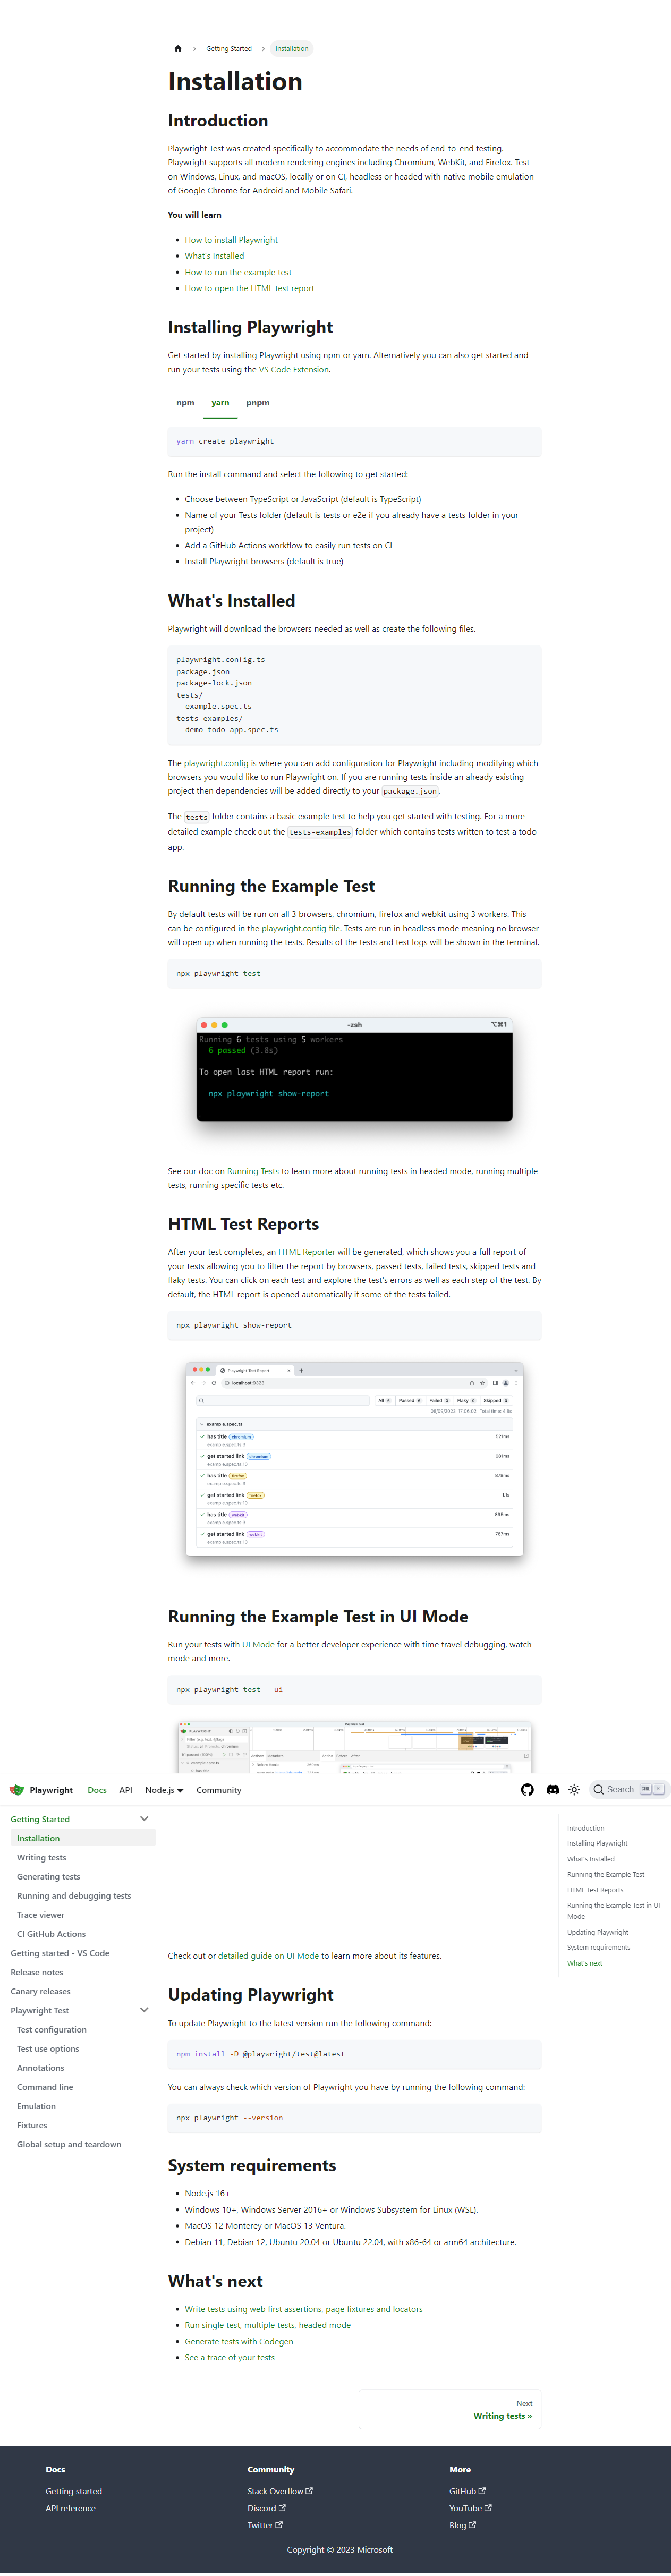 Getting Started
Installation
Installation
Introduction
Playwright Test was created specifically to accommodate the needs of end-to-end testing.
Playwright supports all modern rendering engines including Chromium, WebKit, and Firefox. Test
on Windows, Linux, and macOS, locally or on CI, headless or headed with native mobile emulation
of Google Chrome for Android and Mobile Safari.
You will learn
How to install Playwright
What's Installed
How to run the example test
How to open the HTML test report
Installing Playwright
Get started by installing Playwright using npm or yarn. Alternatively you can also get started and
run your tests using the VS Code Extension.
npm yarn pnpm
yarn create playwright
Run the install command and select the following to get started:
Choose between TypeScript or JavaScript (default is TypeScript)
Name of your Tests folder (default is tests or e2e if you already have a tests folder in your
project)
Add a GitHub Actions workflow to easily run tests on CI
Install Playwright browsers (default is true)
What's Installed
Playwright will download the browsers needed as well as create the following files.
playwright.config.ts
package.json
package-lock.json
tests/
example.spec.ts
tests-examples/
demo-todo-app.spec.ts
The playwright.config is where you can add configuration for Playwright including modifying which
browsers you would like to run Playwright on. If you are running tests inside an already existing
project then dependencies will be added directly to your package.json.
The tests folder contains a basic example test to help you get started with testing. For a more
detailed example check out the tests-examples folder which contains tests written to test a todo
app.
Running the Example Test
By default tests will be run on all 3 browsers, chromium, firefox and webkit using 3 workers. This
can be configured in the playwright.config file. Tests are run in headless mode meaning no browser
will open up when running the tests. Results of the tests and test logs will be shown in the terminal.
npx playwright test
-zsh ⌥⌘1
Running 6 tests using 5 workers
6 passed (3.8s)
To open last HTML report run:
npx playwright show-report
See our doc on Running Tests to learn more about running tests in headed mode, running multiple
tests, running specific tests etc.
HTML Test Reports
After your test completes, an HTML Reporter will be generated, which shows you a full report of
your tests allowing you to filter the report by browsers, passed tests, failed tests, skipped tests and
flaky tests. You can click on each test and explore the test's errors as well as each step of the test. By
default, the HTML report is opened automatically if some of the tests failed.
npx playwright show-report
Playwright Test Report
localhost:9323
All 6 Passed 6 Failed 0 Flaky 0 Skipped 0
Total time: 4.8s
example.spec.ts
has title chromium 521ms
example.spec.ts:3
get started link chromium 681ms
example.spec.ts:10
has title firefox 878ms
example.spec.ts:3
get started link firefox 1.1s
example.spec.ts:10
has title webkit
example.spec.ts:3
get started link webkit 767ms
example.spec.ts:10
Running the Example Test in UI Mode
Run your tests with UI Mode for a better developer experience with time travel debugging, watch
mode and more.
npx playwright test --ui
Playwright Docs API Node.js Community Search
Getting Started
Installation
Writing tests
Generating tests
Running and debugging tests
Trace viewer
CI GitHub Actions
Getting started - VS Code
Release notes
Canary releases
Playwright Test
Test configuration
Test use options
Annotations
Command line
Emulation
Fixtures
Global setup and teardown
Introduction
Installing Playwright
What's Installed
Running the Example Test
HTML Test Reports
Running the Example Test in UI
Mode
Updating Playwright
System requirements
What's next
Check out or detailed guide on UI Mode to learn more about its features.
Updating Playwright
To update Playwright to the latest version run the following command:
npm install -D @playwright/test@latest
You can always check which version of Playwright you have by running the following command:
npx playwright --version
System requirements
Node.js 16+
Windows 10+, Windows Server 2016+ or Windows Subsystem for Linux (WSL).
MacOS 12 Monterey or MacOS 13 Ventura.
Debian 11, Debian 12, Ubuntu 20.04 or Ubuntu 22.04, with x86-64 or arm64 architecture.
What's next
Write tests using web first assertions, page fixtures and locators
Run single test, multiple tests, headed mode
Generate tests with Codegen
See a trace of your tests
Next
Writing tests »
Docs
Getting started
API reference
Community
Stack Overflow
Discord
Twitter
More
GitHub
YouTube
Blog
Copyright © 2023 Microsoft